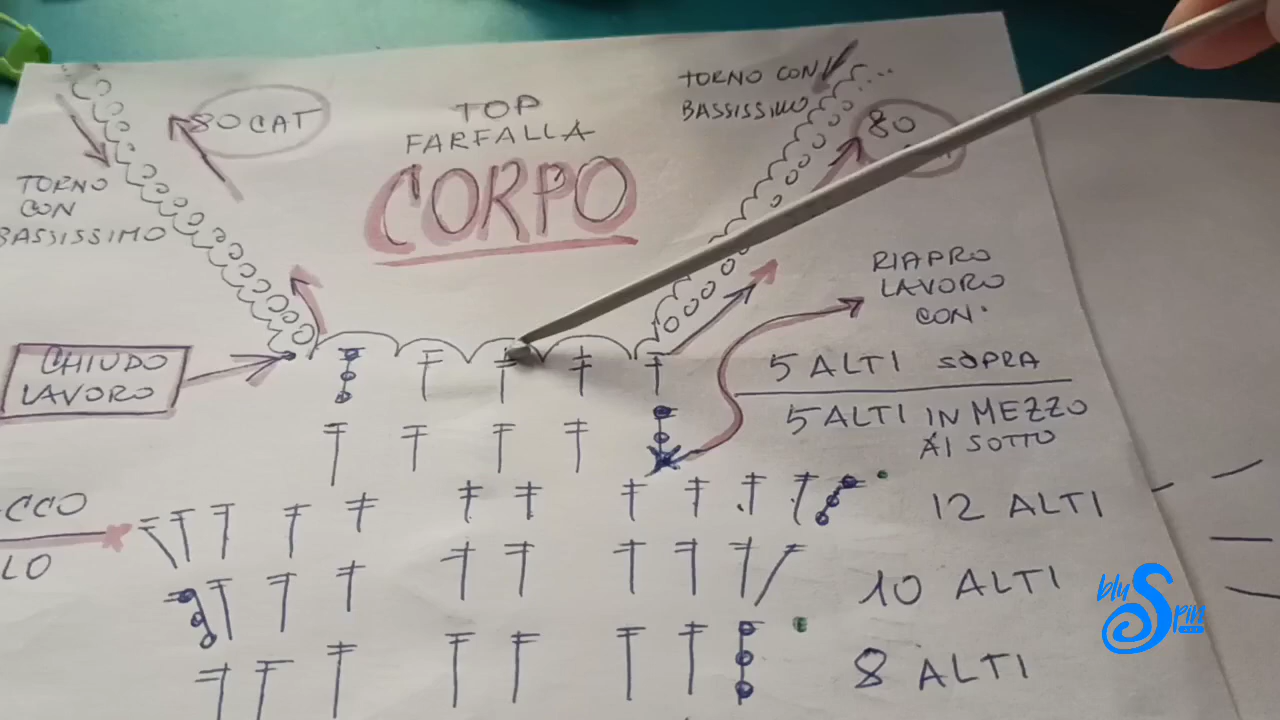 80 CAT
TORNO
CON
BASSISSIMO
TOP
FARFALLA
CORPO
TORNO CON
BASSISSIMO
80
CHIUDO
LAVORO
RIAPRO
LAVORO
CON:
5 ALTI SOPRA
5 ALTI IN MEZZO
AI SOTTO
12 ALTI
10 ALTI
8 ALTI
blu
Spin